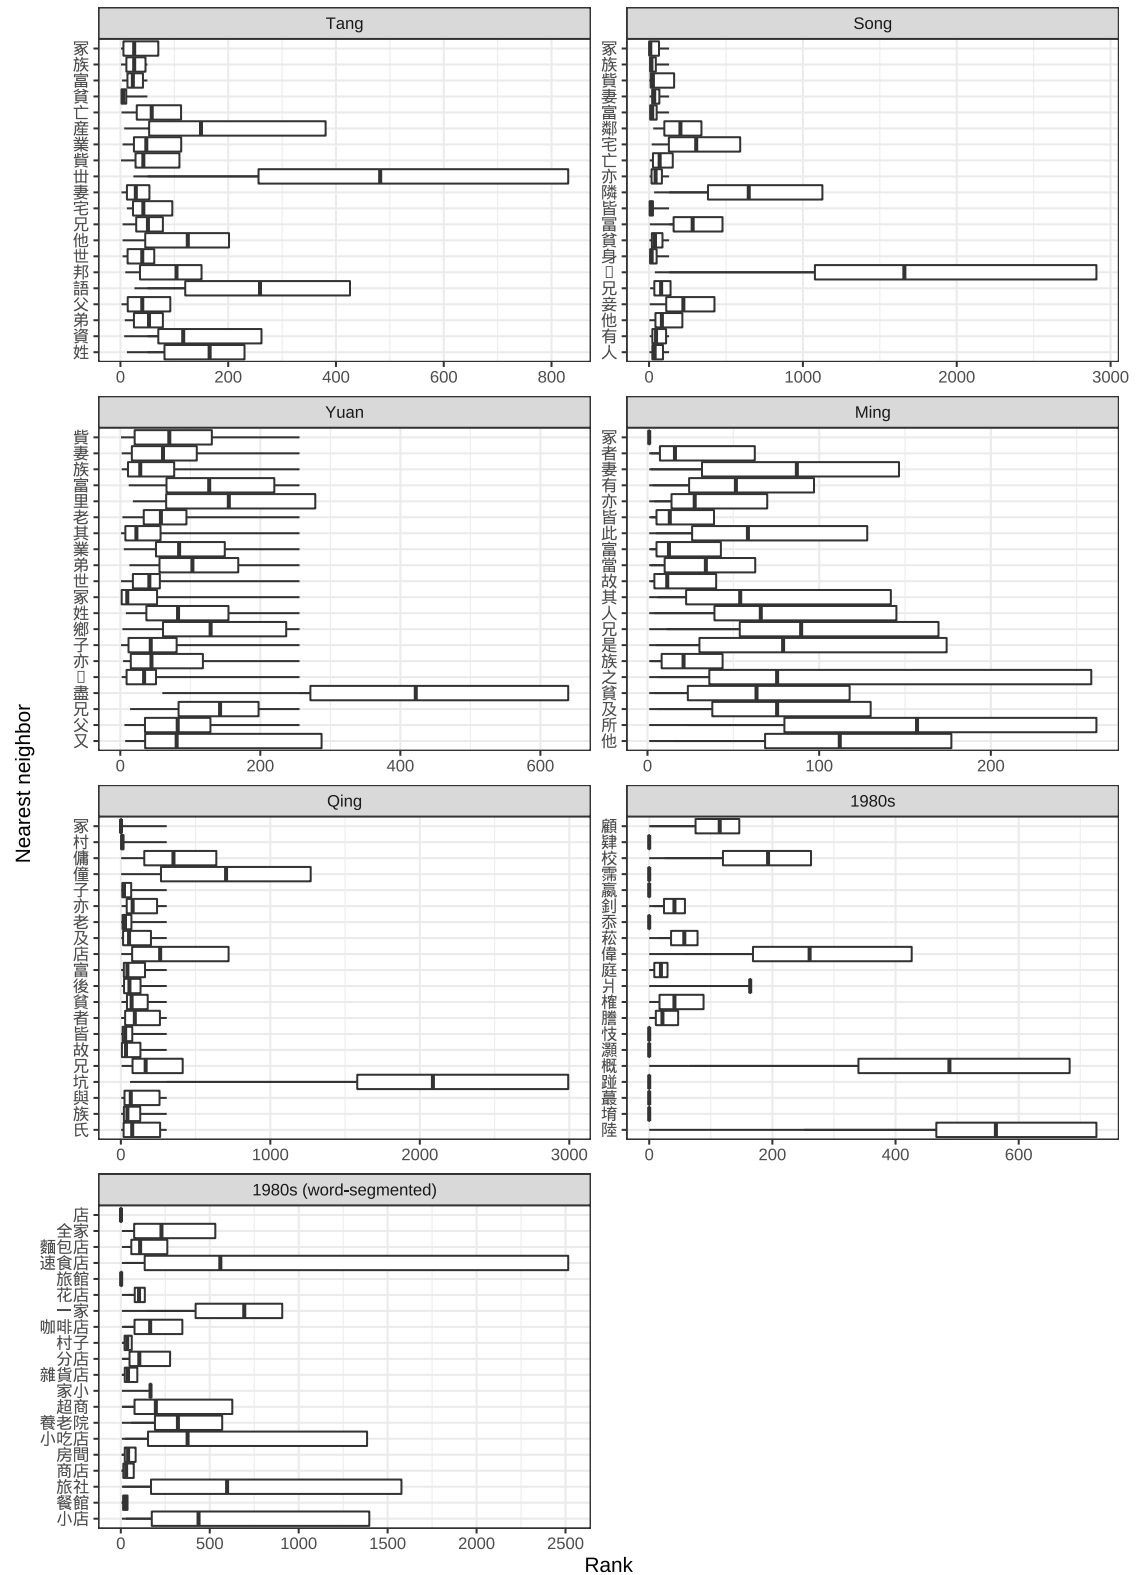 Tang
冢
族
富
貧
亡
産
業
貲
丗
妻
宅
兄
他
世
邦
語
父
弟
資
姓
0 200 400 600 800
Song
冢
族
貲
妻
富
鄰
宅
亡
亦
隣
皆
冨
貧
身
兄
妾
他
有
人
0 1000 2000 3000
Yuan
貲
妻
族
富
里
老
其
業
弟
世
冢
姓
鄉
子
亦
盡
兄
父
又
0 200 400 600
Ming
冢
者
妻
有
亦
皆
此
富
當
故
其
人
兄
是
族
之
貧
及
所
他
0 100 200
Qing
冢
村
傭
僮
子
亦
老
及
店
富
後
貧
者
皆
故
兄
坑
與
族
氏
0 1000 2000 3000
1980s
顧
肄
校
霈
嬴
釗
忝
菘
偉
庭
爿
榷
謄
忮
灝
概
踫
蕞
堉
陸
0 200 400 600
1980s (word-segmented)
店
全家
麵包店
速食店
旅館
花店
一家
咖啡店
村子
分店
雜貨店
家小
超商
養老院
小吃店
房間
商店
旅社
餐館
小店
0 500 1000 1500 2000 2500
Nearest neighbor
Rank